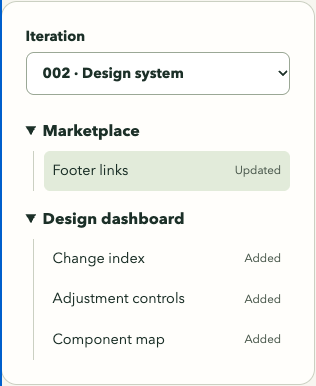 Iteration
002 · Design system
▼ Marketplace
Footer links Updated
▼ Design dashboard
Change index Added
Adjustment controls Added
Component map Added